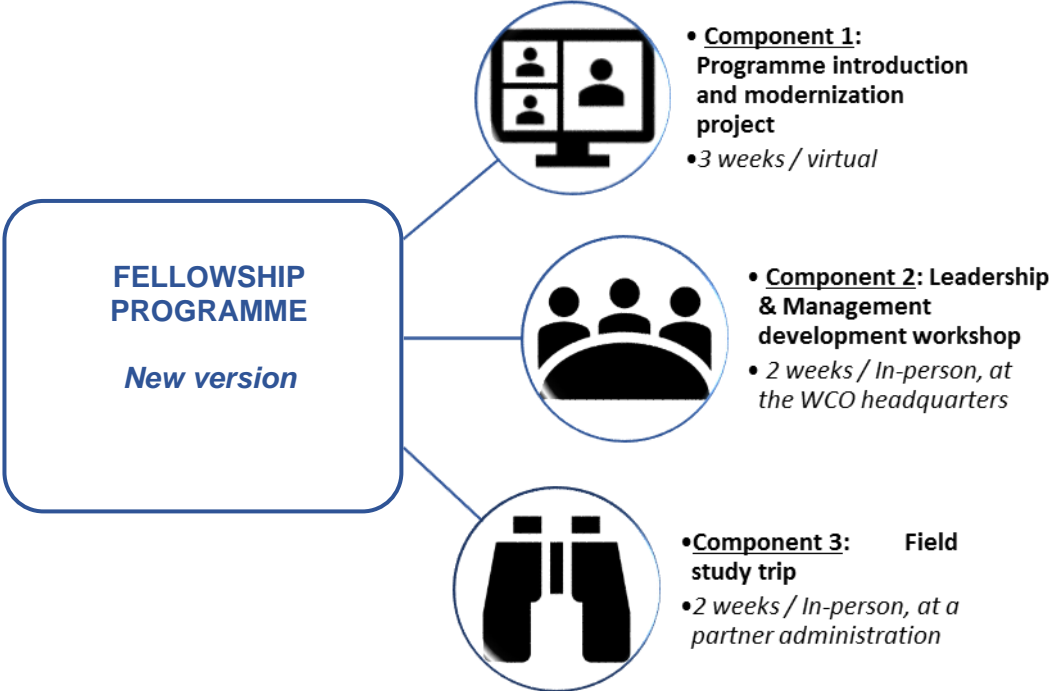 FELLOWSHIP
PROGRAMME
New version
• Component 1:
Programme introduction
and modernization
project
•3 weeks / virtual
• Component 2: Leadership
& Management
development workshop
• 2 weeks / In-person, at
the WCO headquarters
•Component 3: Field
study trip
•2 weeks / In-person, at a
partner administration